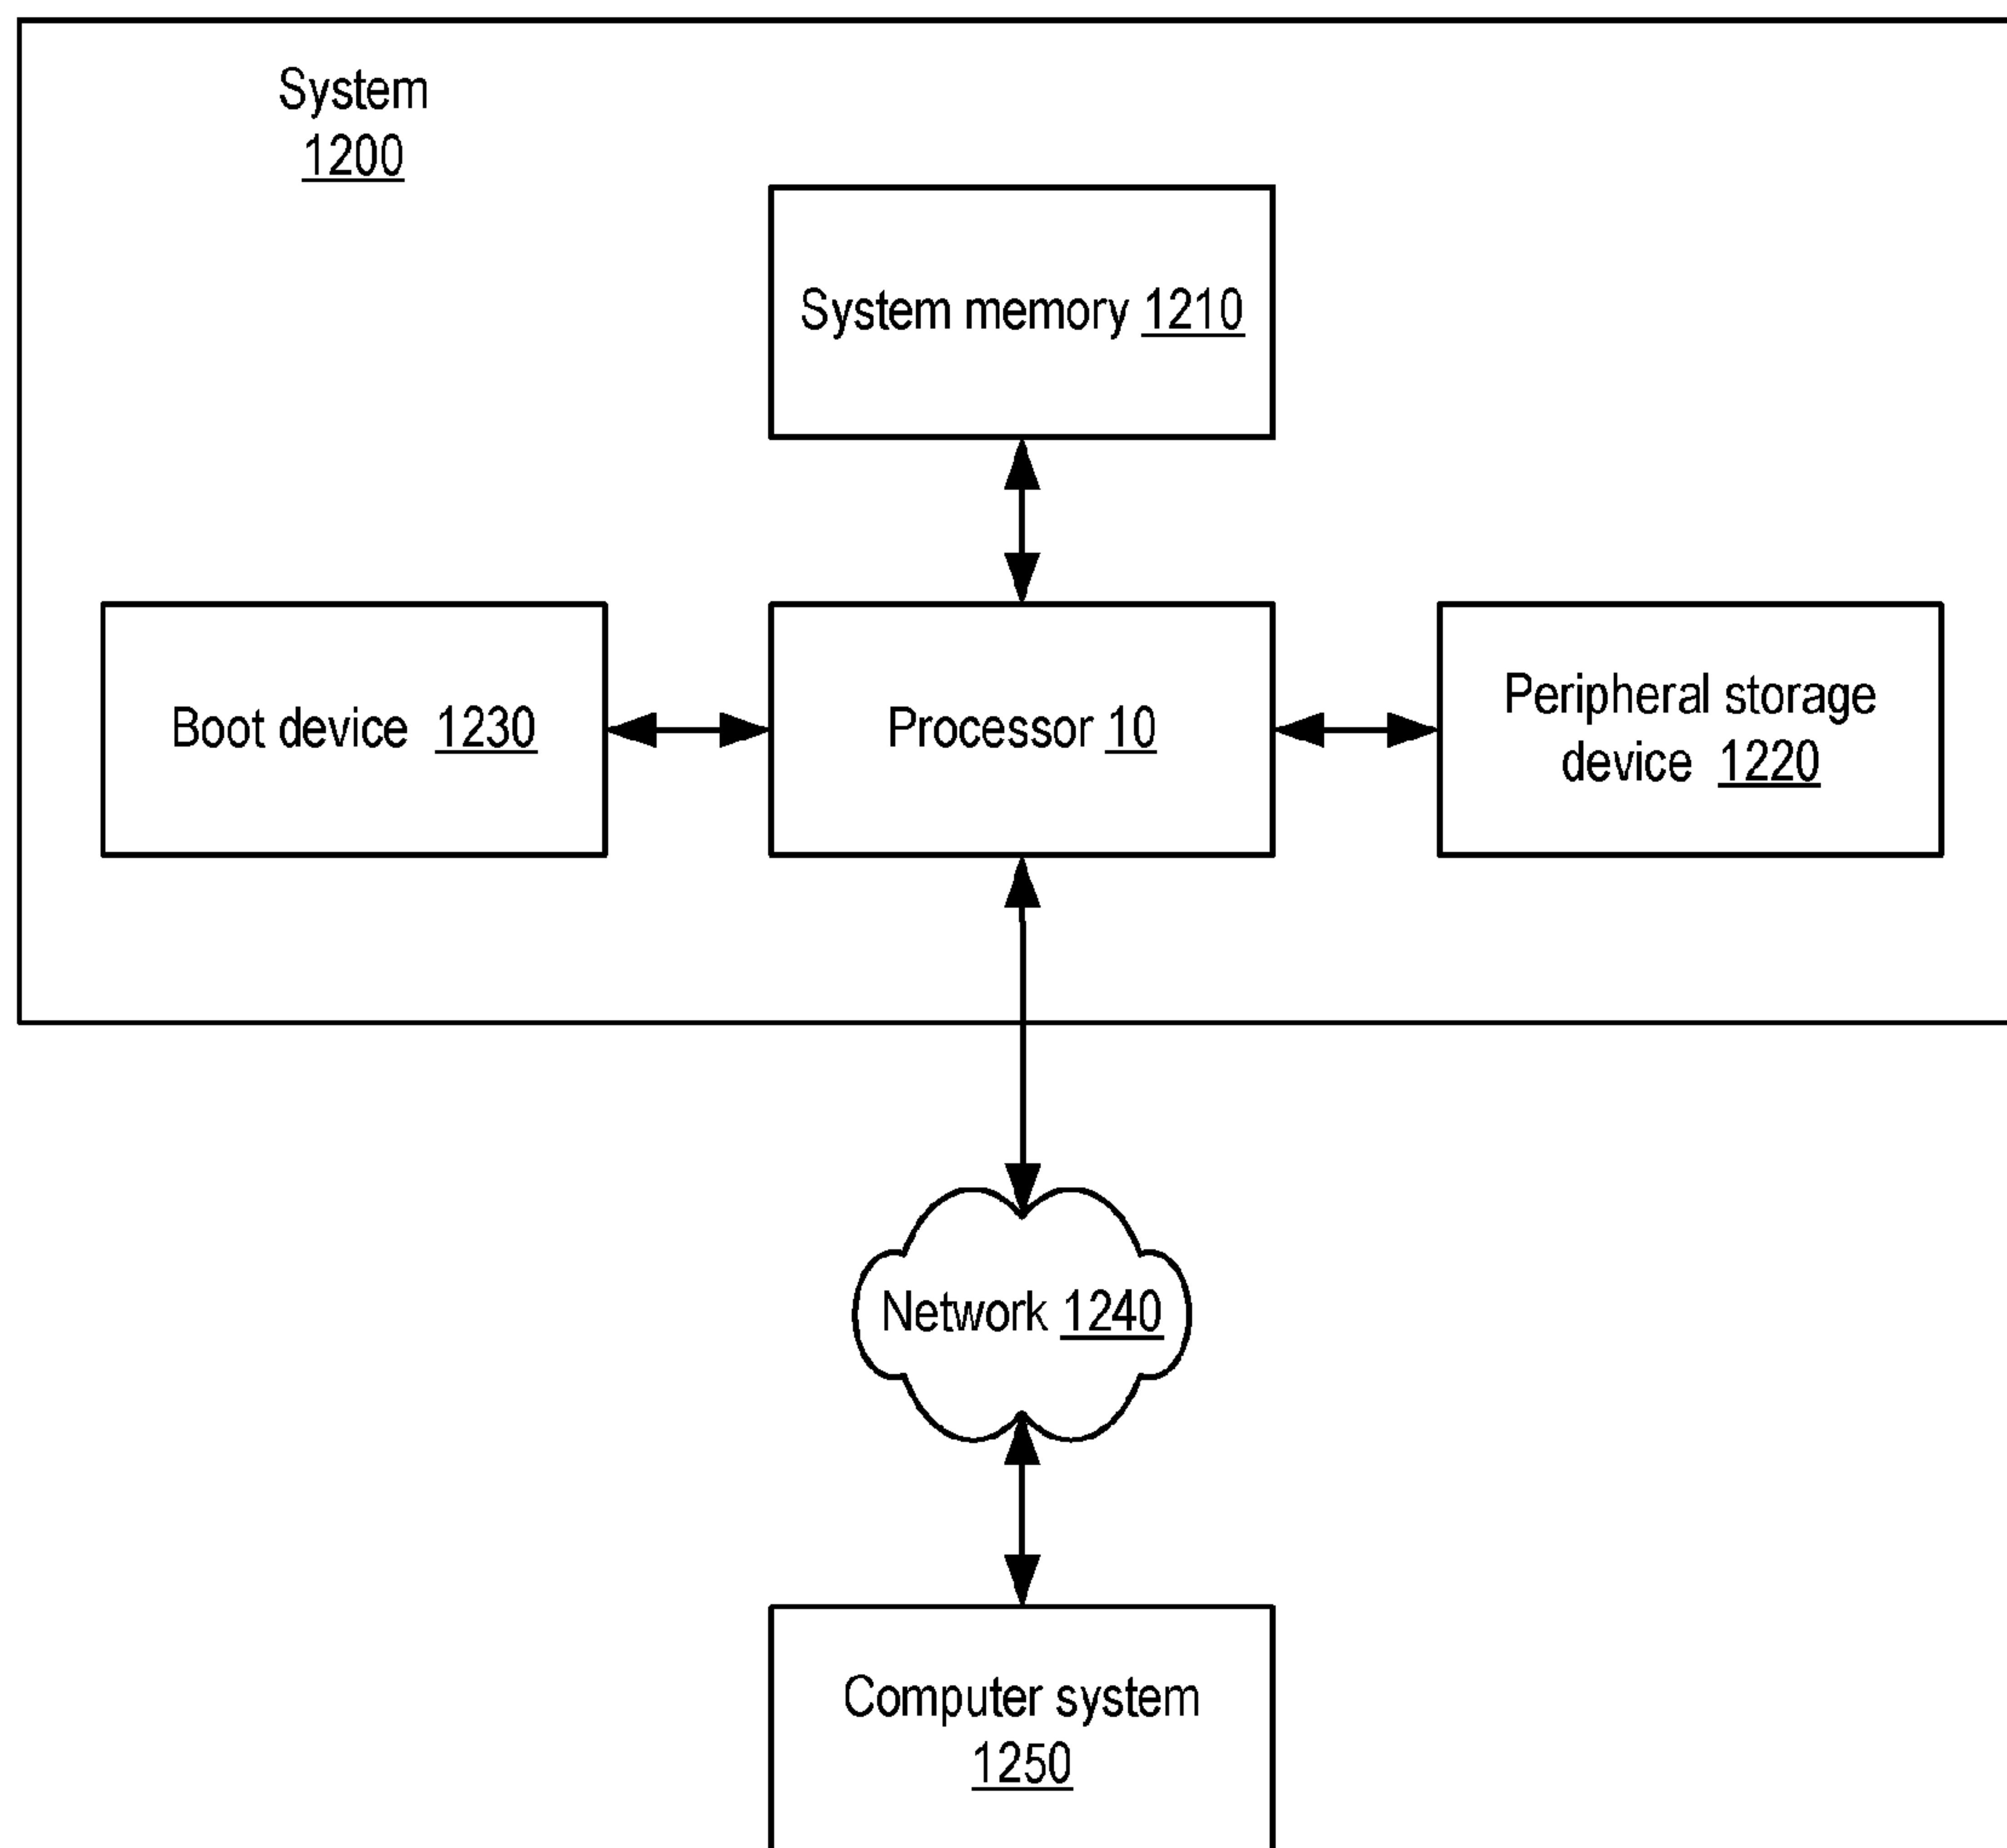 System
1200
System memory 1210
Boot device 1230
Processor 10
Peripheral storage
device 1220
Network 1240
Computer system
1250